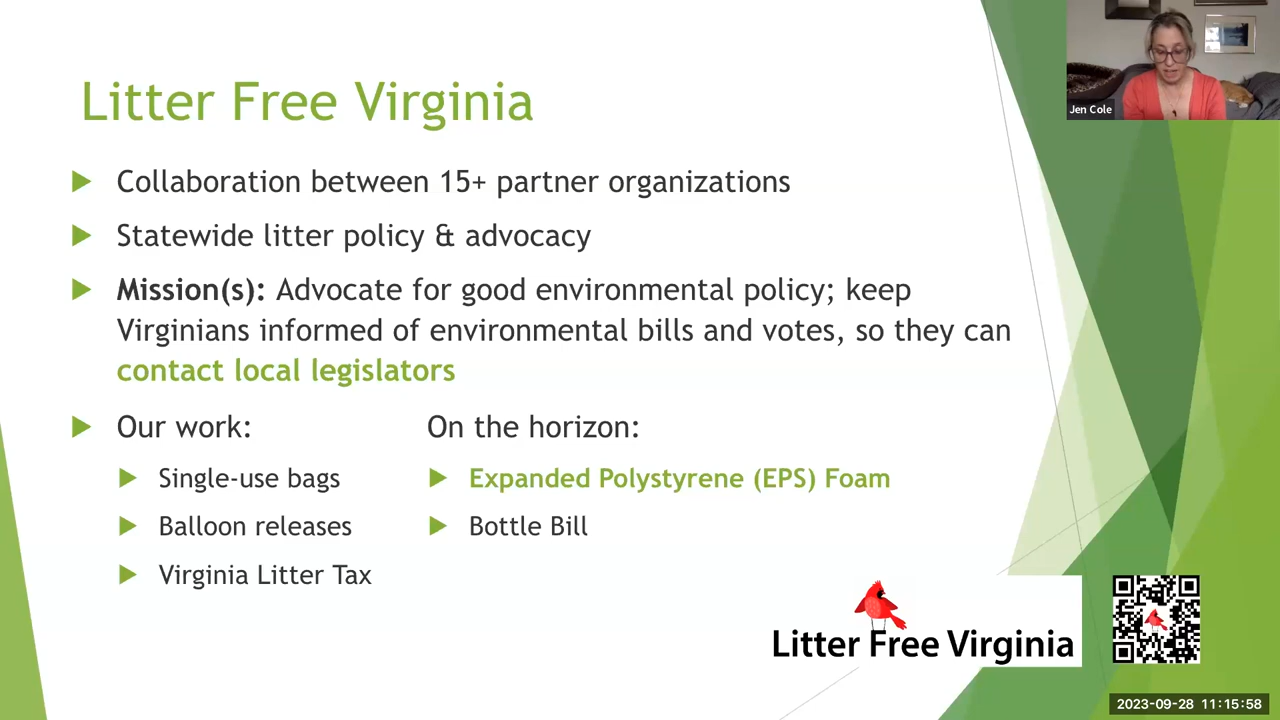 Litter Free Virginia
Jen Cole
Collaboration between 15+ partner organizations
Statewide litter policy & advocacy
Mission(s): Advocate for good environmental policy; keep
Virginians informed of environmental bills and votes, so they can
contact local legislators
Our work:
Single-use bags
Balloon releases
Virginia Litter Tax
On the horizon:
Expanded Polystyrene (EPS) Foam
Bottle Bill
Litter Free Virginia
2023-09-28 11:15:58